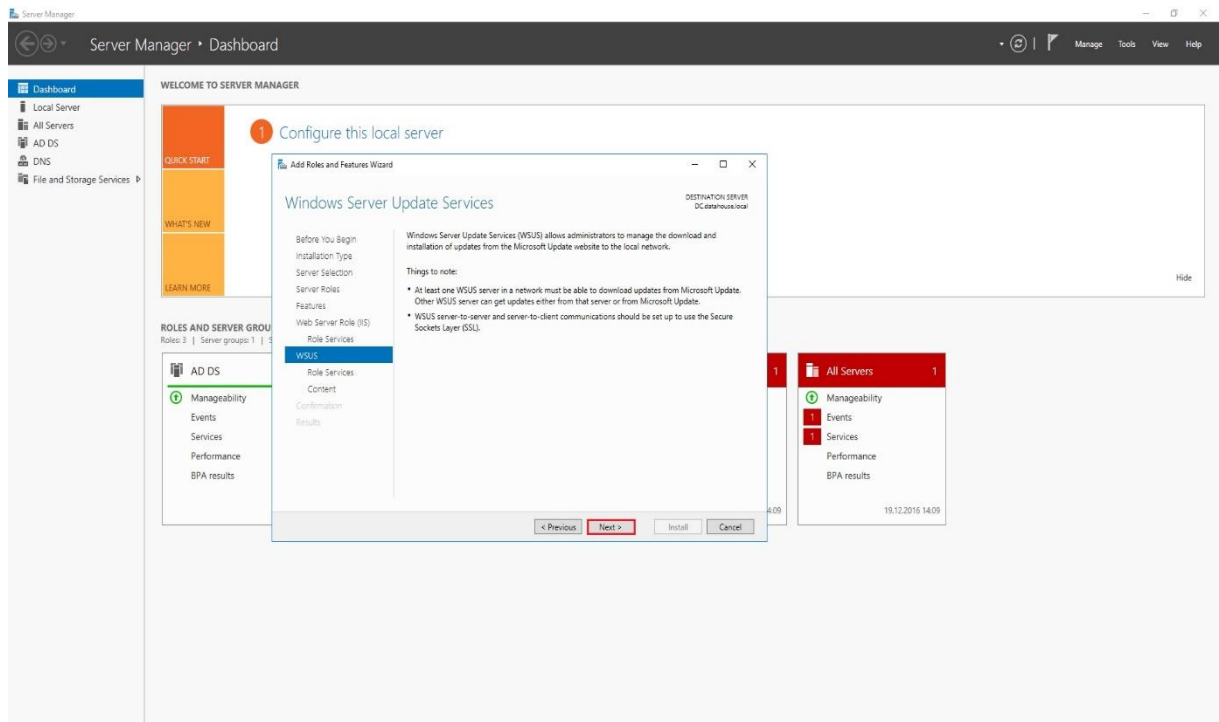 Server Manager
Server Manager • Dashboard
Manage Tools View Help
Dashboard
Local Server
All Servers
AD DS
DNS
File and Storage Services
WELCOME TO SERVER MANAGER
QUICK START
WHAT'S NEW
LEARN MORE
1 Configure this local server
Hide
ROLES AND SERVER GROU
Roles: 3 | Server groups: 1 | S
AD DS
Manageability
Events
Services
Performance
BPA results
1
4:09
All Servers 1
Manageability
1 Events
1 Services
Performance
BPA results
19.12.2016 14:09
Add Roles and Features Wizard
Windows Server Update Services
DESTINATION SERVER
DC.datahouse.local
Before You Begin
Installation Type
Server Selection
Server Roles
Features
Web Server Role (IIS)
Role Services
WSUS
Role Services
Content
Confirmation
Results
Windows Server Update Services (WSUS) allows administrators to manage the download and
installation of updates from the Microsoft Update website to the local network.
Things to note:
• At least one WSUS server in a network must be able to download updates from Microsoft Update.
Other WSUS server can get updates either from that server or from Microsoft Update.
• WSUS server-to-server and server-to-client communications should be set up to use the Secure
Sockets Layer (SSL).
< Previous Next > Install Cancel